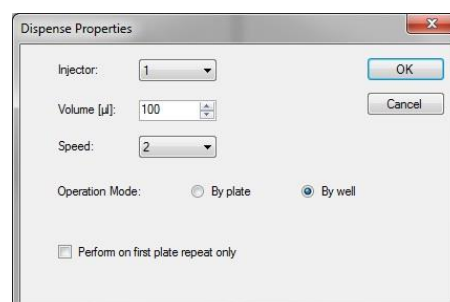 Dispense Properties
Injector: 1
OK
Volume [µl]: 100
Cancel
Speed: 2
Operation Mode: By plate By well
Perform on first plate repeat only